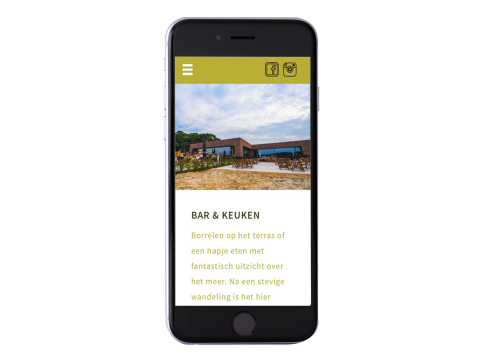 BAR & KEUKEN
Borrelen op het terras of
een hapje eten met
fantastisch uitzicht over
het meer. Na een stevige
wandeling is het hier